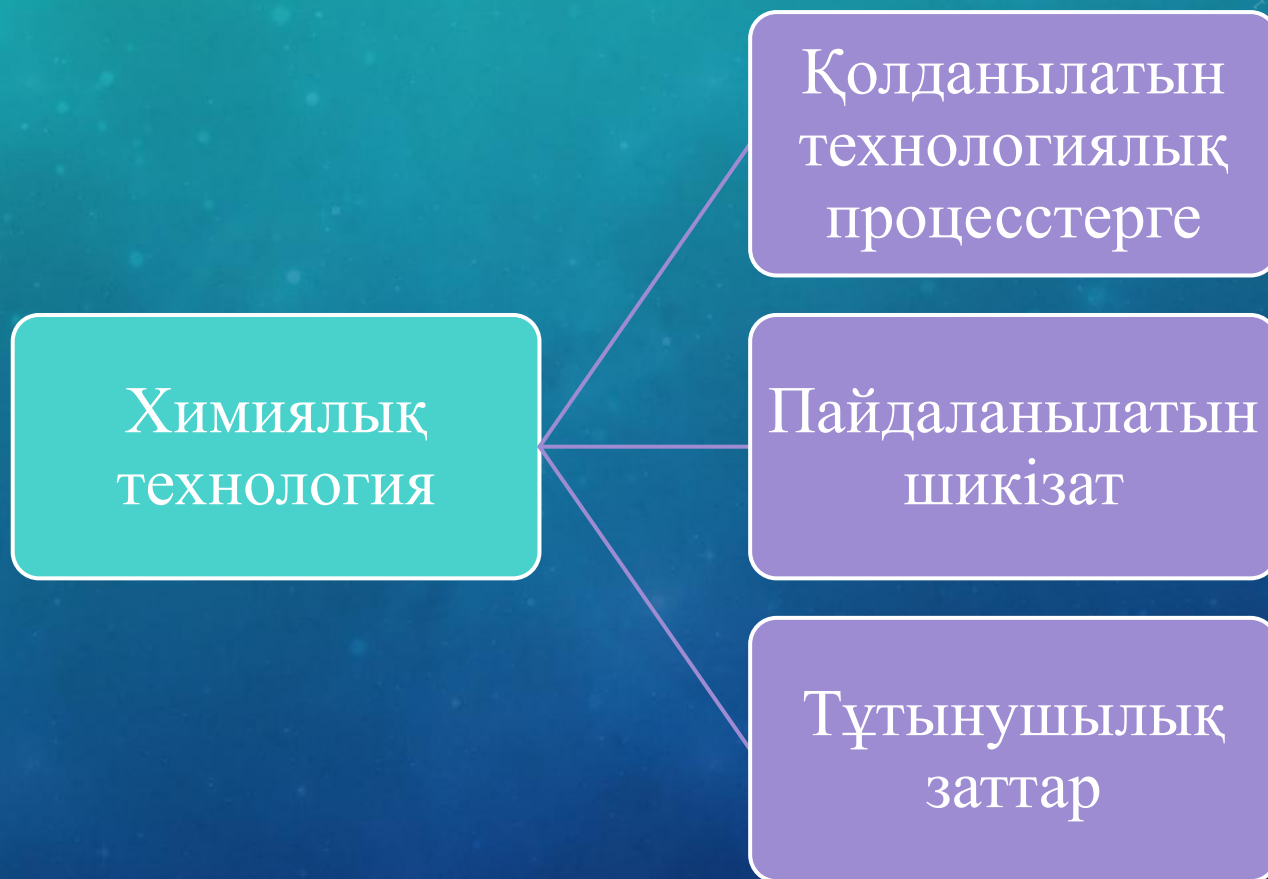 Қолданылатын
технологиялық
процесстерге
Химиялық
технология
Пайдаланылатын
шикізат
Тұтынушылық
заттар